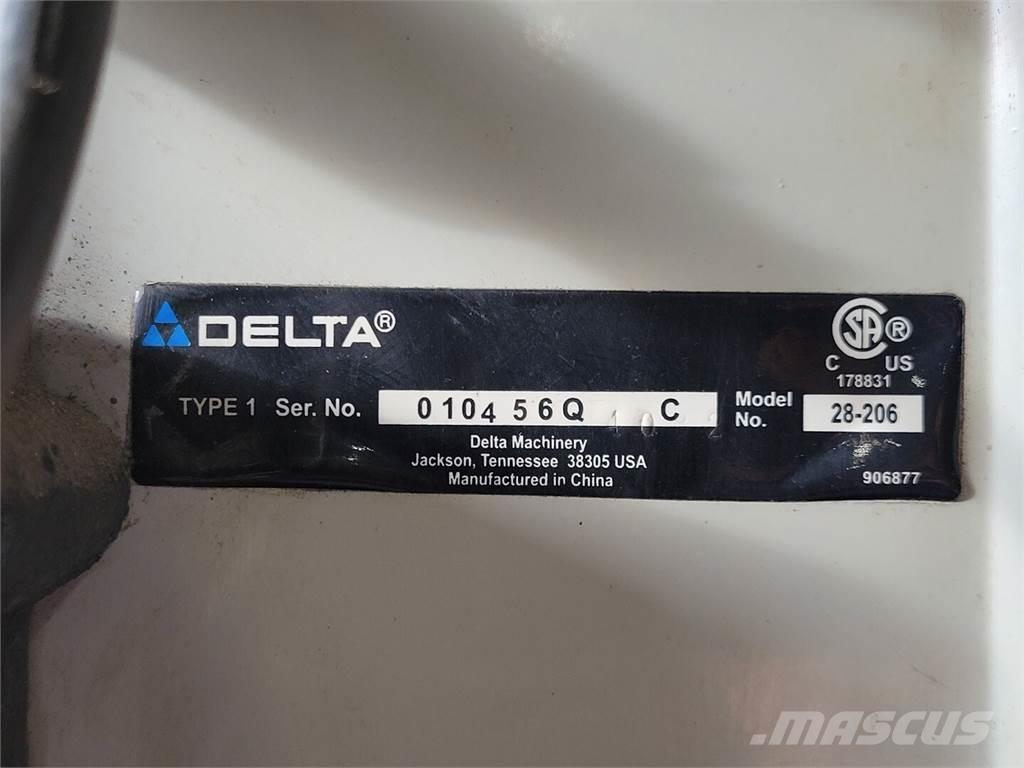 DELTA®
CSA®
C US
178831
TYPE 1 Ser. No. 010456Q C Model No. 28-206
Delta Machinery
Jackson, Tennessee 38305 USA
Manufactured in China
906877
MASCUS